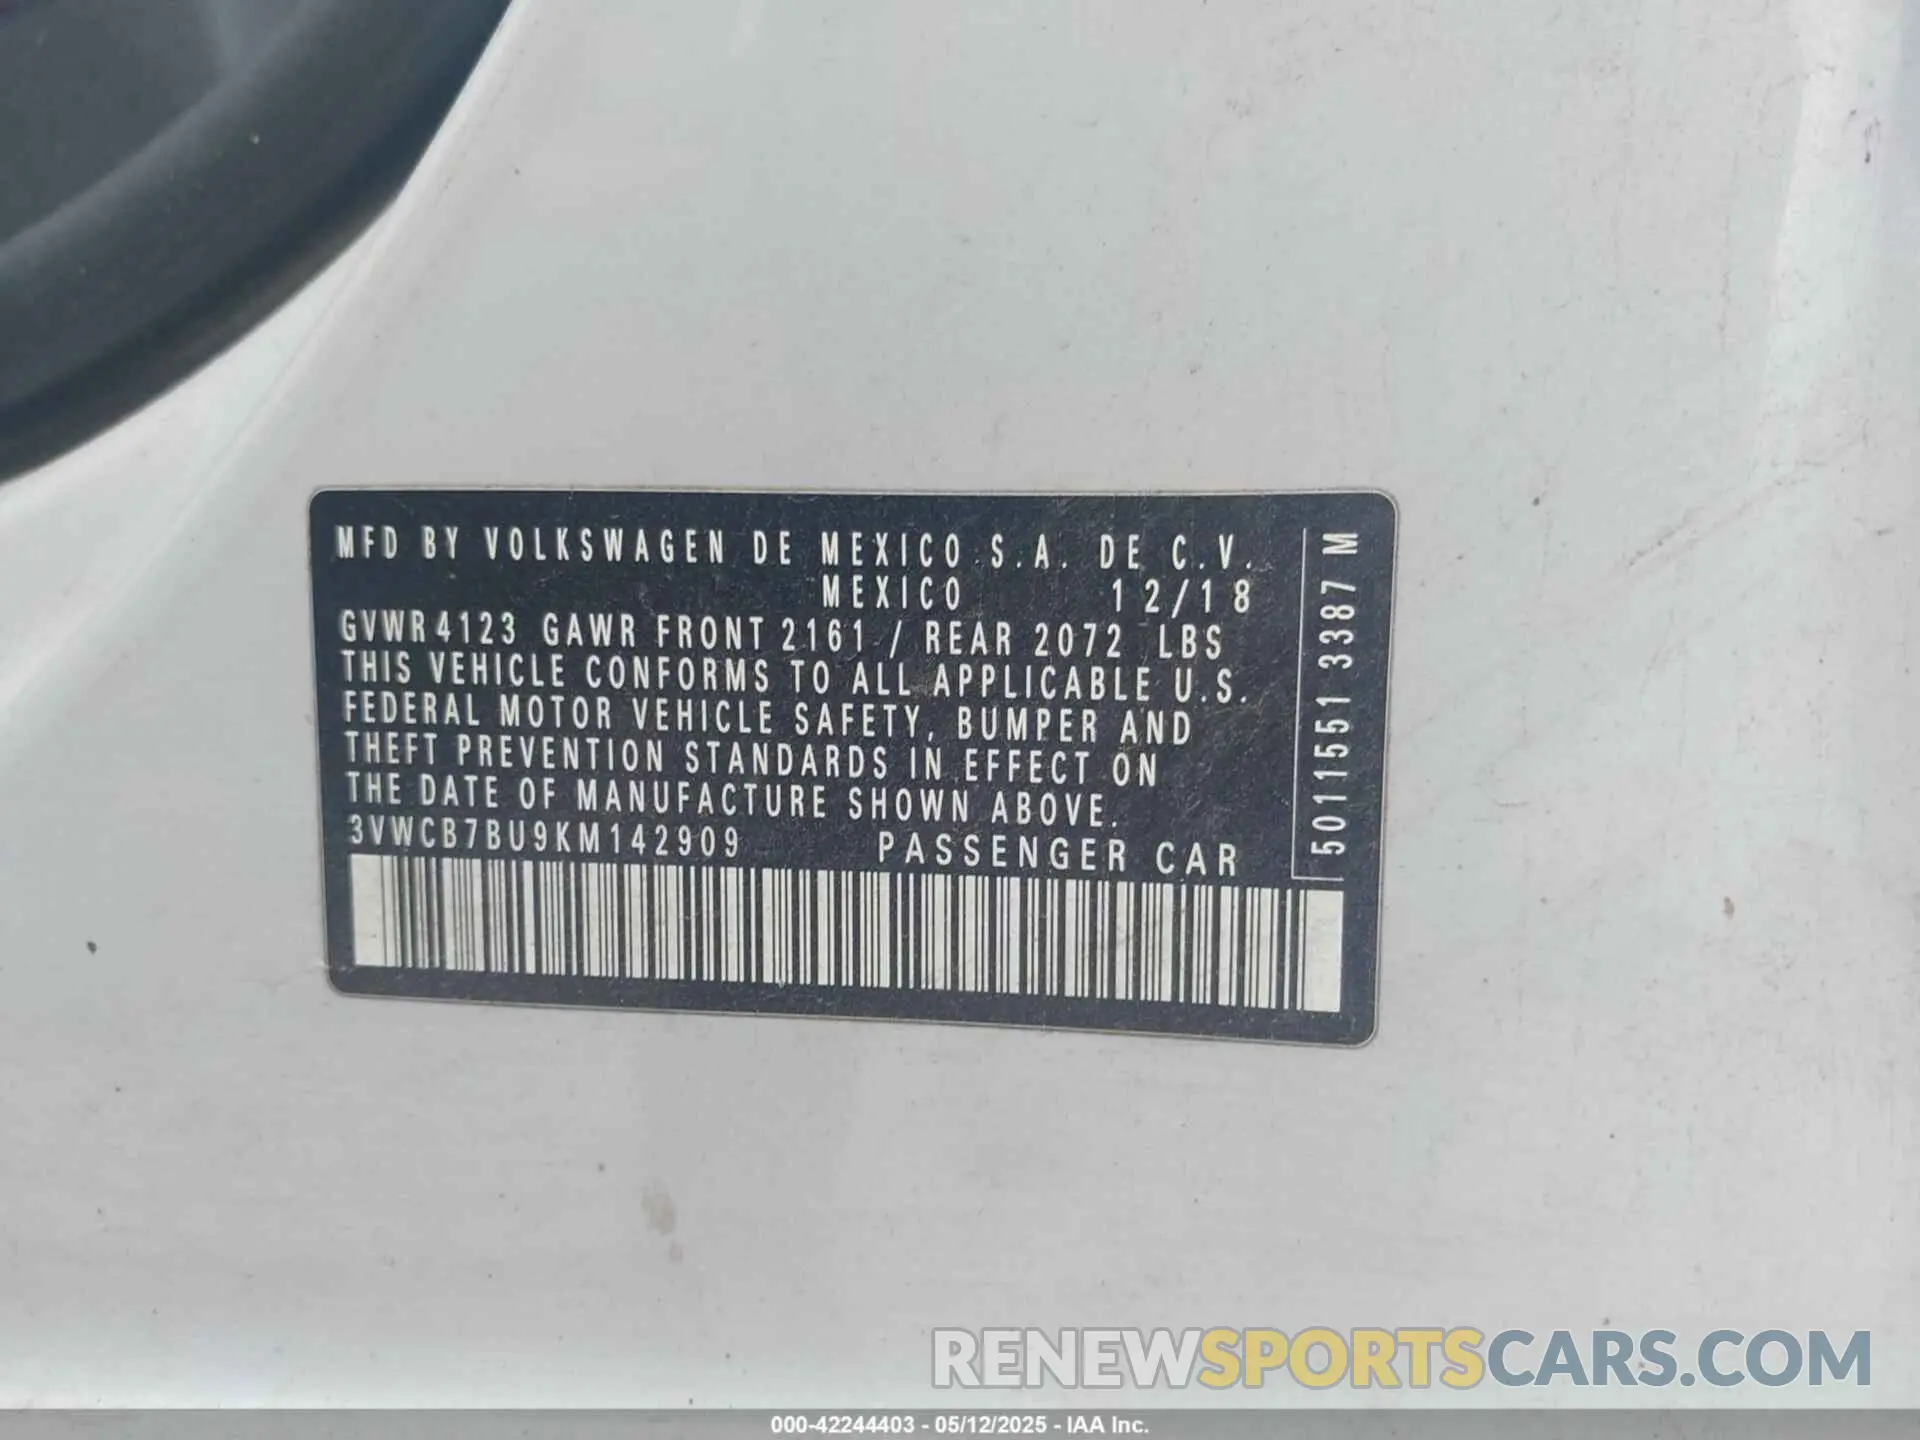 MFD BY VOLKSWAGEN DE MEXICO S.A. DE C.V.
MEXICO 12/18
GVWR 4123 GAWR FRONT 2161 / REAR 2072 LBS
THIS VEHICLE CONFORMS TO ALL APPLICABLE U.S.
FEDERAL MOTOR VEHICLE SAFETY, BUMPER AND
THEFT PREVENTION STANDARDS IN EFFECT ON
THE DATE OF MANUFACTURE SHOWN ABOVE.
3VWCB7BU9KM142909 PASSENGER CAR
5011551 3387 M
RENEWSPORTSCARS.COM
000-42244403 - 05/12/2025 - IAA Inc.